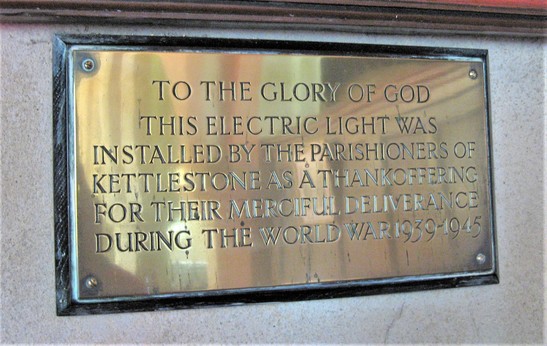 TO THE GLORY OF GOD
THIS ELECTRIC LIGHT WAS
INSTALLED BY THE PARISHIONERS OF
KETTLESTONE AS A THANKOFFERING
FOR THEIR MERCIFUL DELIVERANCE
DURING THE WORLD WAR 1939-1945